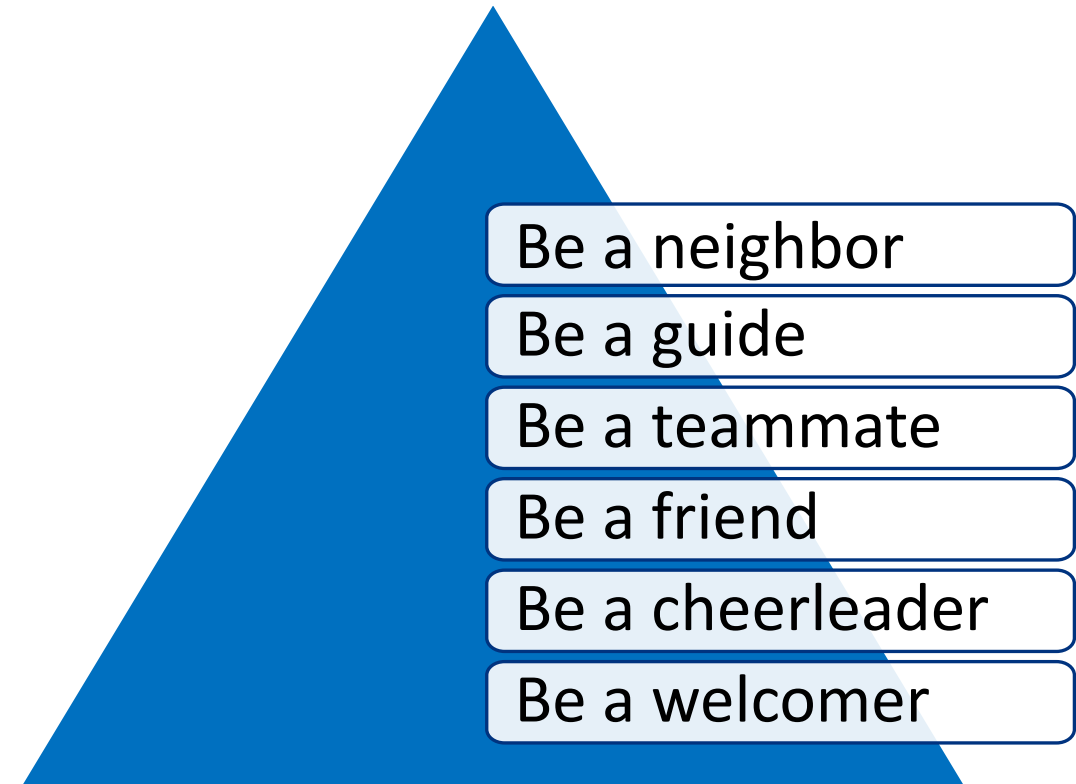 Be a neighbor
Be a guide
Be a teammate
Be a friend
Be a cheerleader
Be a welcomer